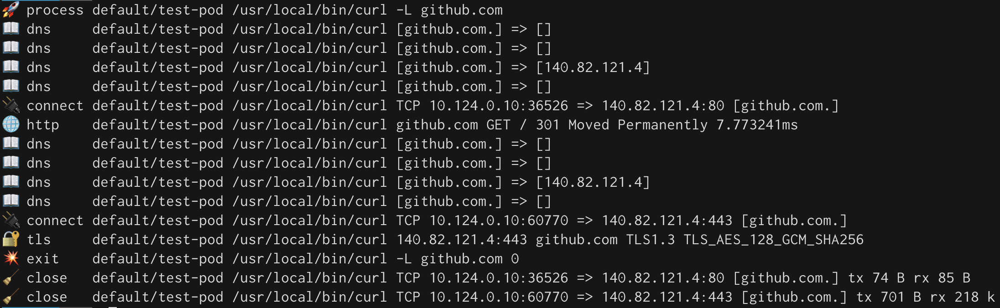 🚀 process default/test-pod /usr/local/bin/curl -L github.com
📖 dns default/test-pod /usr/local/bin/curl [github.com.] => []
📖 dns default/test-pod /usr/local/bin/curl [github.com.] => []
📖 dns default/test-pod /usr/local/bin/curl [github.com.] => [140.82.121.4]
📖 dns default/test-pod /usr/local/bin/curl [github.com.] => []
🔌 connect default/test-pod /usr/local/bin/curl TCP 10.124.0.10:36526 => 140.82.121.4:80 [github.com.]
🌐 http default/test-pod /usr/local/bin/curl github.com GET / 301 Moved Permanently 7.773241ms
📖 dns default/test-pod /usr/local/bin/curl [github.com.] => []
📖 dns default/test-pod /usr/local/bin/curl [github.com.] => []
📖 dns default/test-pod /usr/local/bin/curl [github.com.] => [140.82.121.4]
📖 dns default/test-pod /usr/local/bin/curl [github.com.] => []
🔌 connect default/test-pod /usr/local/bin/curl TCP 10.124.0.10:60770 => 140.82.121.4:443 [github.com.]
🔐 tls default/test-pod /usr/local/bin/curl 140.82.121.4:443 github.com TLS1.3 TLS_AES_128_GCM_SHA256
💥 exit default/test-pod /usr/local/bin/curl -L github.com 0
🧹 close default/test-pod /usr/local/bin/curl TCP 10.124.0.10:36526 => 140.82.121.4:80 [github.com.] tx 74 B rx 85 B
🧹 close default/test-pod /usr/local/bin/curl TCP 10.124.0.10:60770 => 140.82.121.4:443 [github.com.] tx 701 B rx 218 k